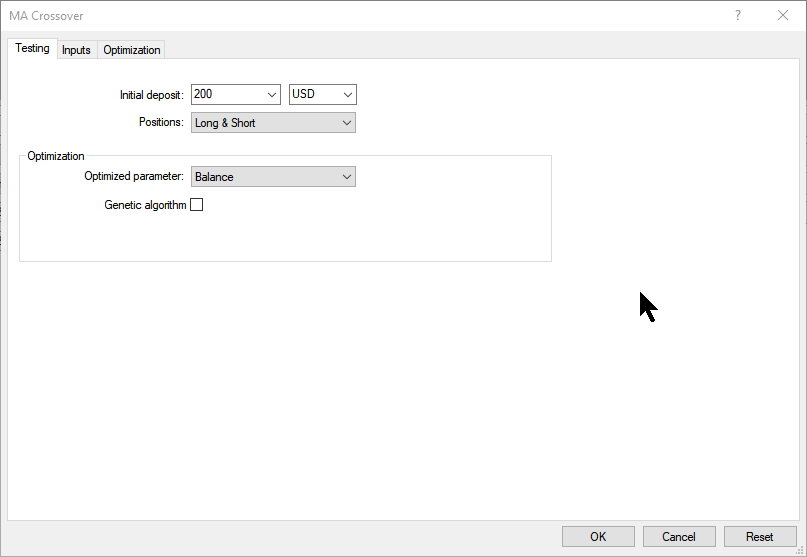 MA Crossover
?
Testing Inputs Optimization
Initial deposit: 200 USD
Positions: Long & Short
Optimization
Optimized parameter: Balance
Genetic algorithm
OK Cancel Reset